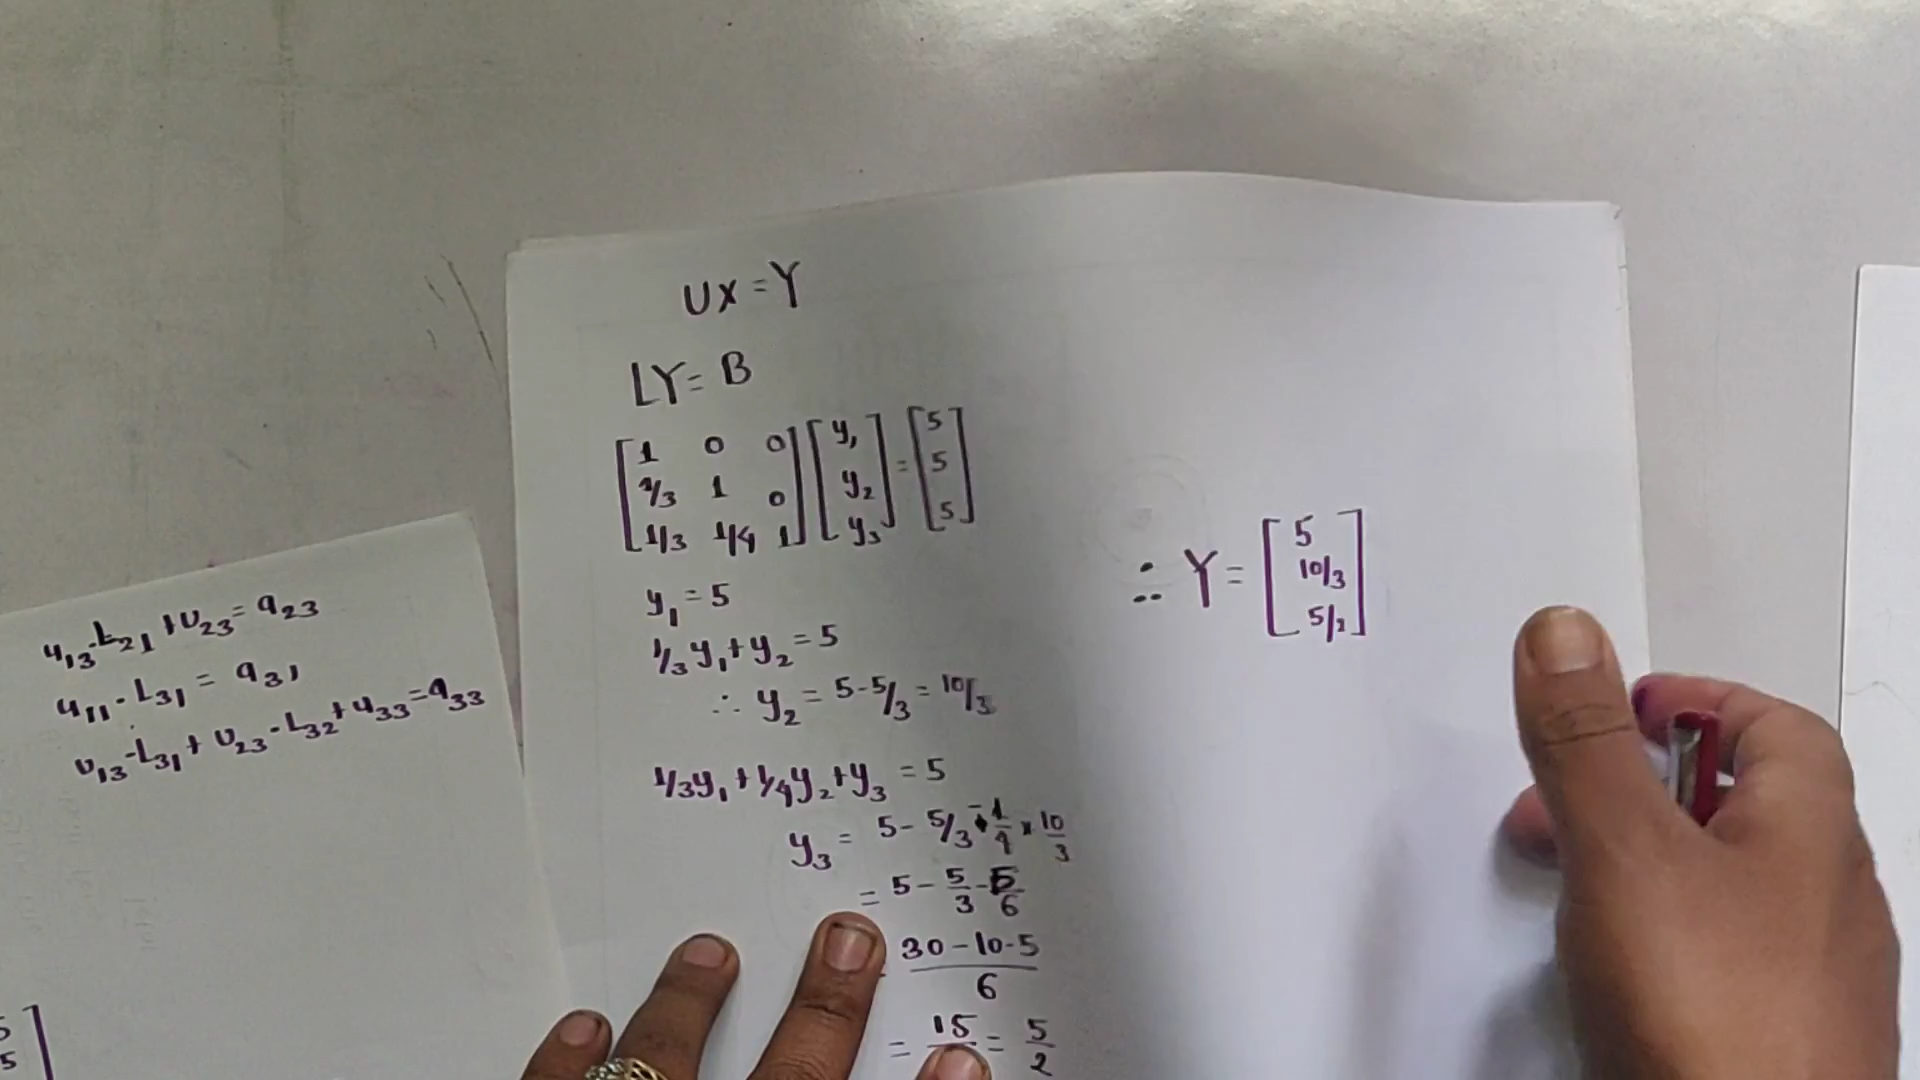 UX = Y
LY = B
[1 0 0; 1/3 1 0; 1/3 1/4 1] [y₁; y₂; y₃] = [5; 5; 5]
y₁ = 5
1/3 y₁ + y₂ = 5
∴ y₂ = 5 - 5/3 = 10/3
1/3 y₁ + 1/4 y₂ + y₃ = 5
y₃ = 5 - 5/3 - 1/4 × 10/3
= 5 - 5/3 - 5/6
30 - 10 - 5 / 6
= 15 = 5/2
∴ Y = [5; 10/3; 5/2]
u₁₃·L₂₁ + u₂₃ = a₂₃
u₁₁·L₃₁ = a₃₁
u₁₃·L₃₁ + u₂₃·L₃₂ + u₃₃ = a₃₃
5
5